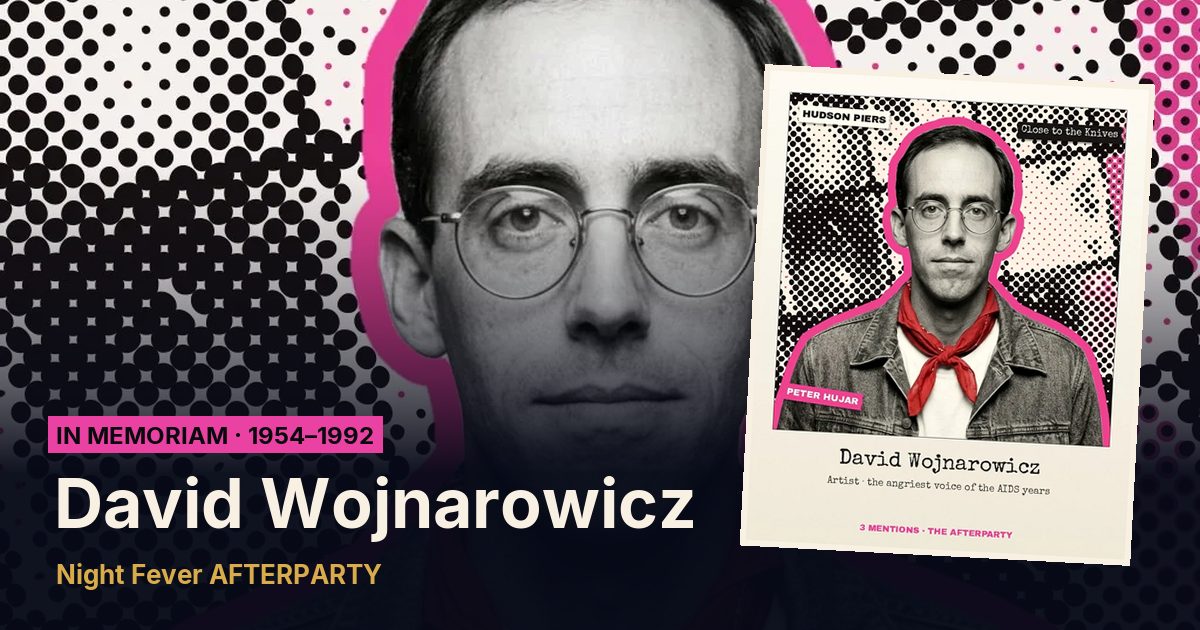 IN MEMORIAM · 1954–1992
David Wojnarowicz
Night Fever AFTERPARTY
HUDSON PIERS
Close to the Knives
PETER HUJAR
David Wojnarowicz
Artist · the angriest voice of the AIDS years
3 MENTIONS · THE AFTERPARTY